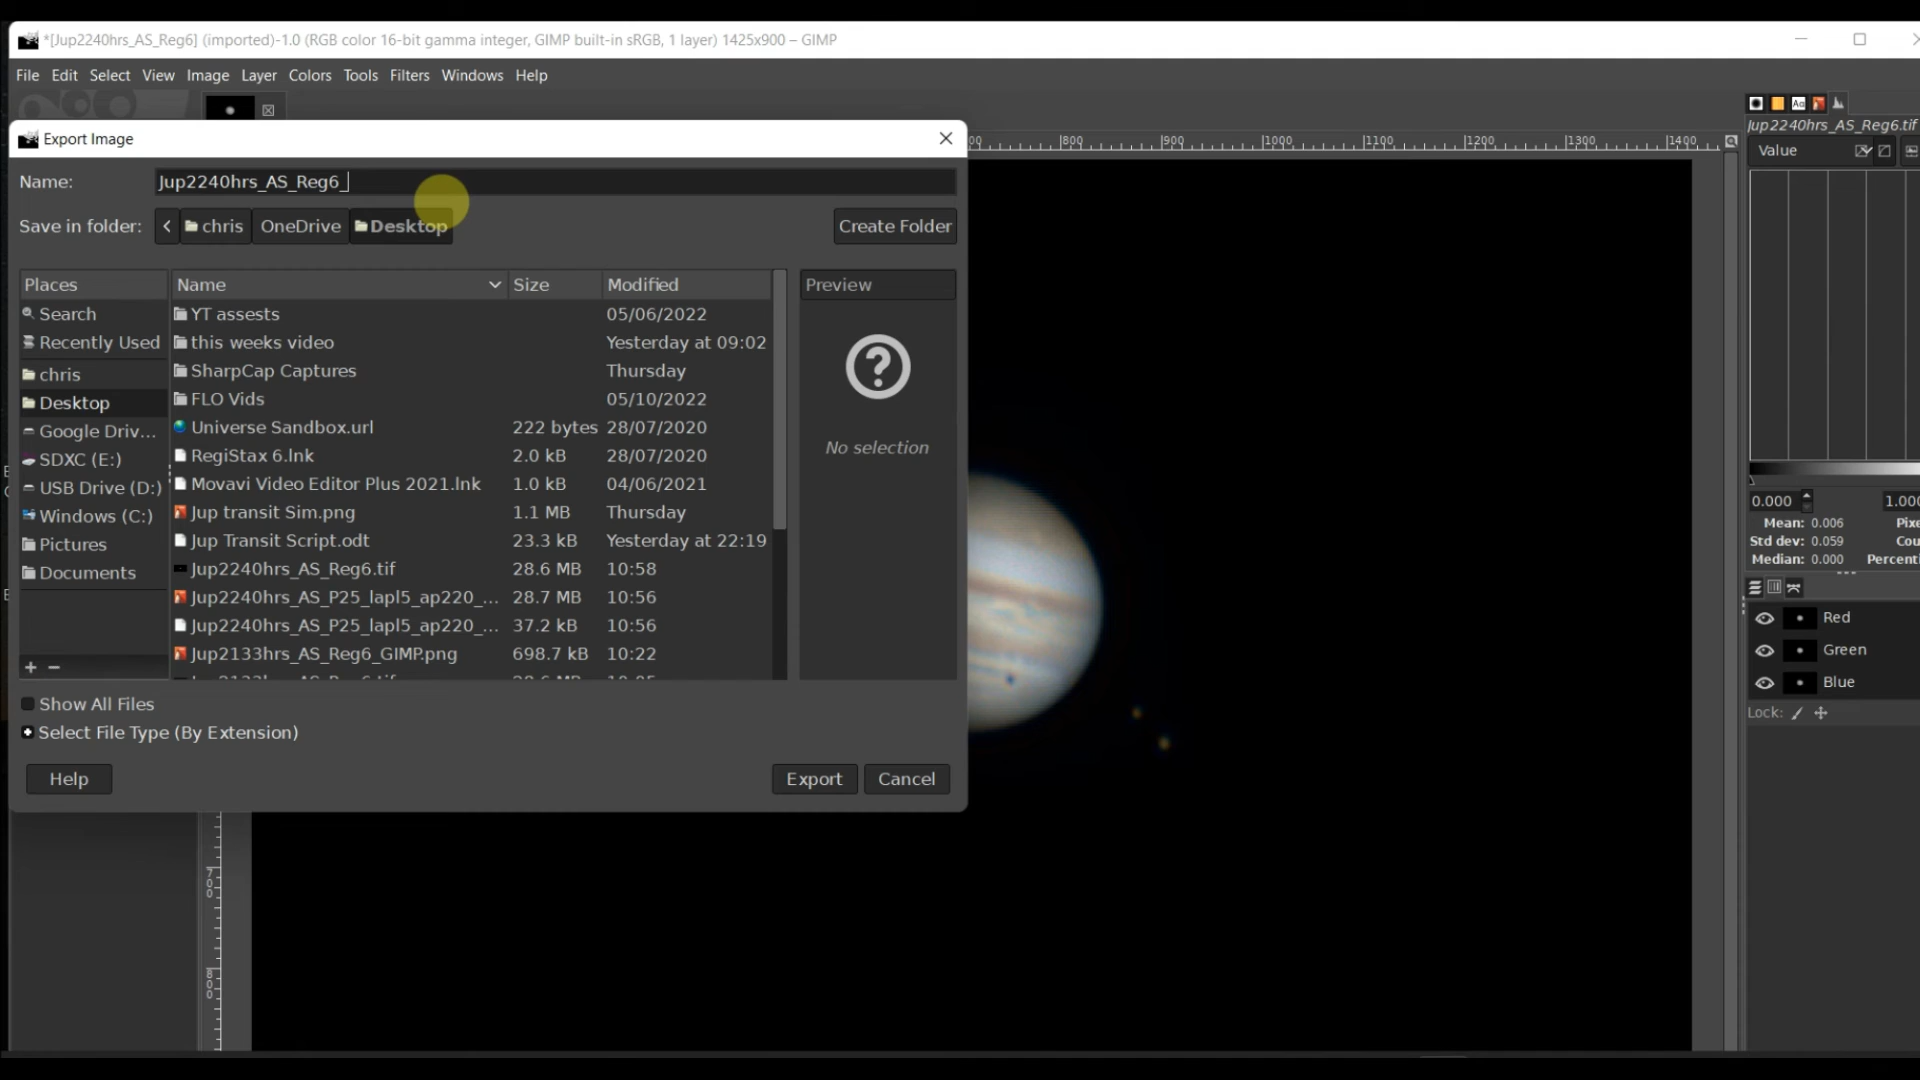 *[Jup2240hrs_AS_Reg6] (imported)-1.0 (RGB color 16-bit gamma integer, GIMP built-in sRGB, 1 layer) 1425x900 – GIMP
File Edit Select View Image Layer Colors Tools Filters Windows Help
Export Image
Name: Jup2240hrs_AS_Reg6_
Save in folder: chris OneDrive Desktop Create Folder
Places Name Size Modified Preview
Search YT assests 05/06/2022
Recently Used this weeks video Yesterday at 09:02
chris SharpCap Captures Thursday
Desktop FLO Vids 05/10/2022
Google Driv... Universe Sandbox.url 222 bytes 28/07/2020
SDXC (E:) RegiStax 6.lnk 2.0 kB 28/07/2020
USB Drive (D:) Movavi Video Editor Plus 2021.lnk 1.0 kB 04/06/2021
Windows (C:) Jup transit Sim.png 1.1 MB Thursday
Pictures Jup Transit Script.odt 23.3 kB Yesterday at 22:19
Documents Jup2240hrs_AS_Reg6.tif 28.6 MB 10:58
Jup2240hrs_AS_P25_lapl5_ap220_... 28.7 MB 10:56
Jup2240hrs_AS_P25_lapl5_ap220_... 37.2 kB 10:56
Jup2133hrs_AS_Reg6_GIMP.png 698.7 kB 10:22
No selection
+ −
Show All Files
Select File Type (By Extension)
Help Export Cancel
800 900 1000 1100 1200 1300 1400
700
800
Jup2240hrs_AS_Reg6.tif
Value
0.000 1.000
Mean: 0.006 Pixe
Std dev: 0.059 Cou
Median: 0.000 Percenti
Red
Green
Blue
Lock: